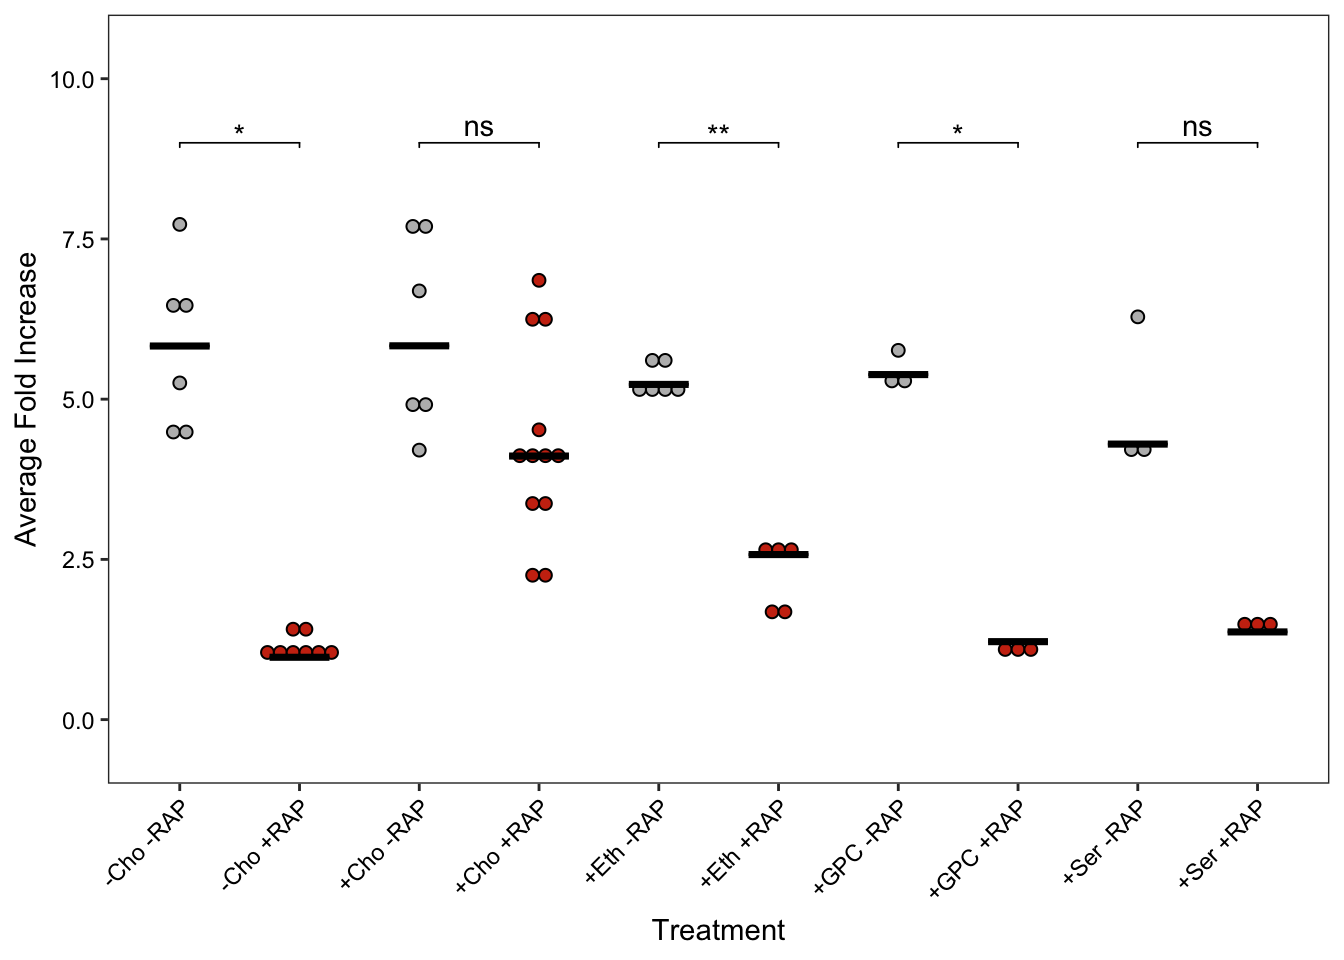 10.0
7.5
5.0
2.5
0.0
Average Fold Increase
* ns ** * ns
-Cho -RAP
-Cho +RAP
+Cho -RAP
+Cho +RAP
+Eth -RAP
+Eth +RAP
+GPC -RAP
+GPC +RAP
+Ser -RAP
+Ser +RAP
Treatment